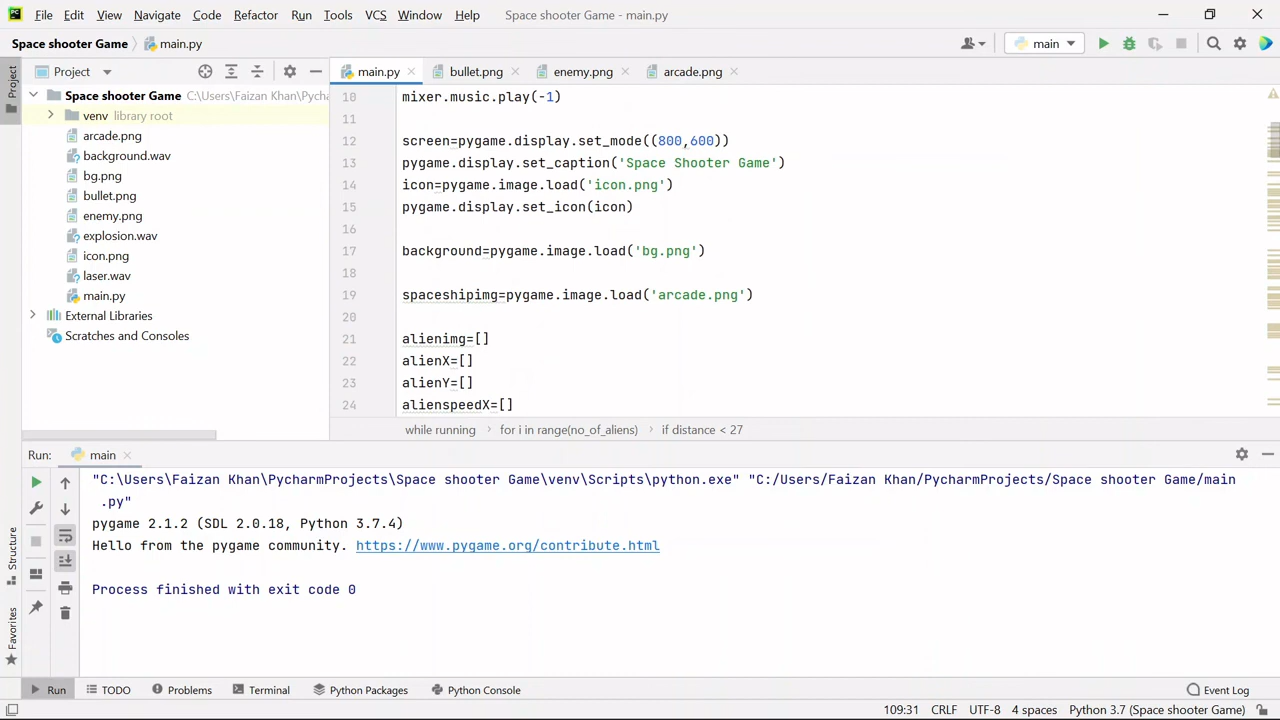 File Edit View Navigate Code Refactor Run Tools VCS Window Help Space shooter Game - main.py
Space shooter Game main.py main
Project
main.py bullet.png enemy.png arcade.png
Project
Space shooter Game C:\Users\Faizan Khan\Pycha
venv library root
arcade.png
background.wav
bg.png
bullet.png
enemy.png
explosion.wav
icon.png
laser.wav
main.py
External Libraries
Scratches and Consoles
10 mixer.music.play(-1)
11
12 screen=pygame.display.set_mode((800,600))
13 pygame.display.set_caption('Space Shooter Game')
14 icon=pygame.image.load('icon.png')
15 pygame.display.set_icon(icon)
16
17 background=pygame.image.load('bg.png')
18
19 spaceshipimg=pygame.image.load('arcade.png')
20
21 alienimg=[]
22 alienX=[]
23 alienY=[]
24 alienspeedX=[]
while running for i in range(no_of_aliens) if distance < 27
Run: main
"C:\Users\Faizan Khan\PycharmProjects\Space shooter Game\venv\Scripts\python.exe" "C:/Users/Faizan Khan/PycharmProjects/Space shooter Game/main
.py"
pygame 2.1.2 (SDL 2.0.18, Python 3.7.4)
Hello from the pygame community. https://www.pygame.org/contribute.html
Process finished with exit code 0
Structure
Favorites
Run TODO Problems Terminal Python Packages Python Console Event Log
109:31 CRLF UTF-8 4 spaces Python 3.7 (Space shooter Game)